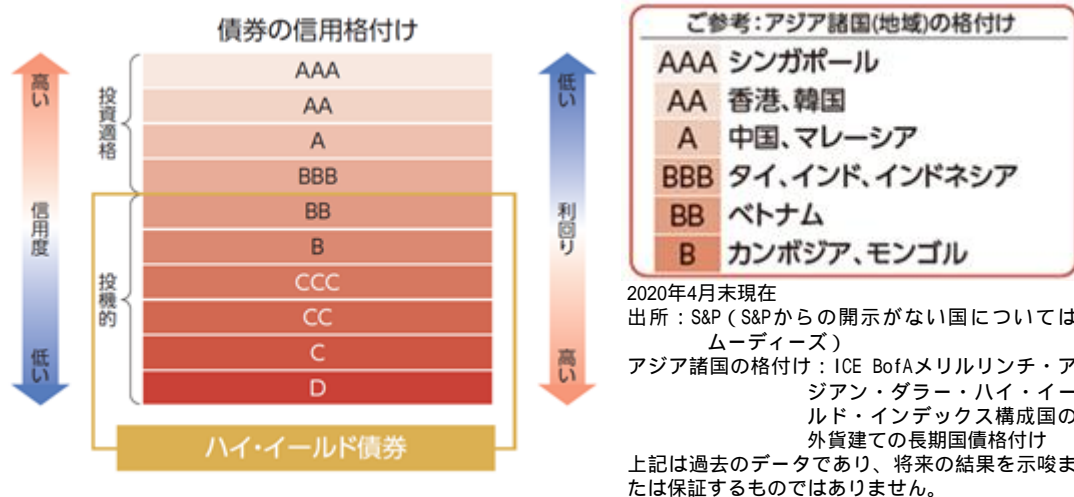 債券の信用格付け
高い
信用度
低い
投資適格
投機的
AAA
AA
A
BBB
BB
B
CCC
CC
C
D
低い
利回り
高い
ハイ・イールド債券
ご参考：アジア諸国(地域)の格付け
AAA シンガポール
AA 香港、韓国
A 中国、マレーシア
BBB タイ、インド、インドネシア
BB ベトナム
B カンボジア、モンゴル
2020年4月末現在
出所：S&P（S&Pからの開示がない国については
ムーディーズ）
アジア諸国の格付け：ICE BofAメリルリンチ・ア
ジアン・ダラー・ハイ・イー
ルド・インデックス構成国の
外貨建ての長期国債格付け
上記は過去のデータであり、将来の結果を示唆ま
たは保証するものではありません。